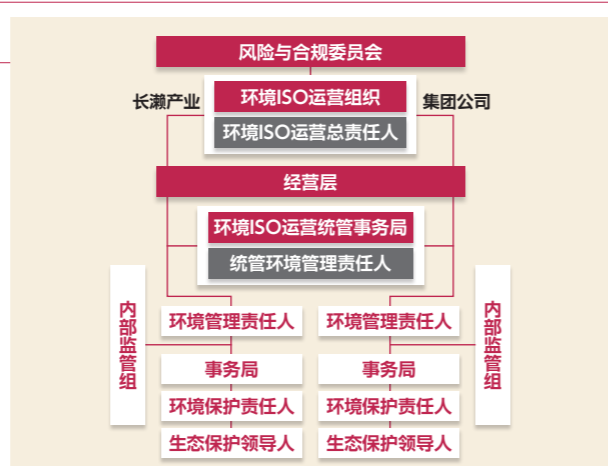 风险与合规委员会
长濑产业
环境ISO运营组织
集团公司
环境ISO运营总责任人
经营层
环境ISO运营统管事务局
统管环境管理责任人
内部监管组
环境管理责任人
环境管理责任人
内部监管组
事务局
事务局
环境保护责任人
环境保护责任人
生态保护领导人
生态保护领导人